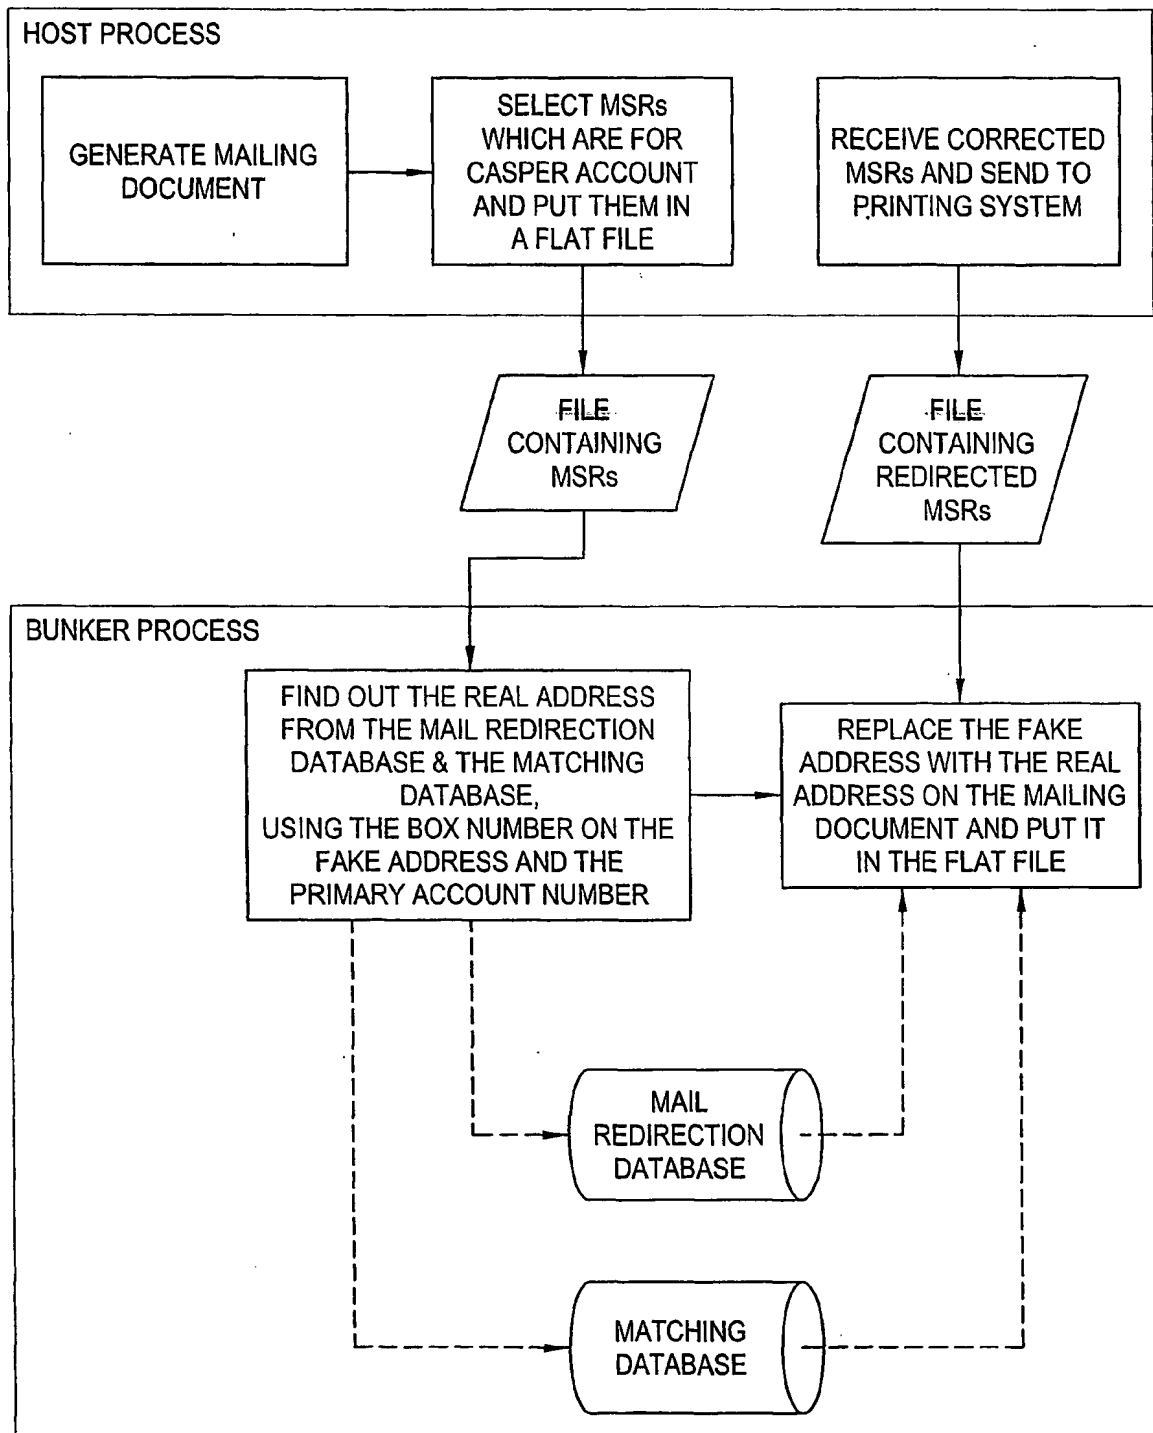 HOST PROCESS
GENERATE MAILING
DOCUMENT
SELECT MSRs
WHICH ARE FOR
CASPER ACCOUNT
AND PUT THEM IN
A FLAT FILE
RECEIVE CORRECTED
MSRs AND SEND TO
PRINTING SYSTEM
FILE
CONTAINING
MSRs
FILE
CONTAINING
REDIRECTED
MSRs
BUNKER PROCESS
FIND OUT THE REAL ADDRESS
FROM THE MAIL REDIRECTION
DATABASE & THE MATCHING
DATABASE,
USING THE BOX NUMBER ON THE
FAKE ADDRESS AND THE
PRIMARY ACCOUNT NUMBER
REPLACE THE FAKE
ADDRESS WITH THE REAL
ADDRESS ON THE MAILING
DOCUMENT AND PUT IT
IN THE FLAT FILE
MAIL
REDIRECTION
DATABASE
MATCHING
DATABASE